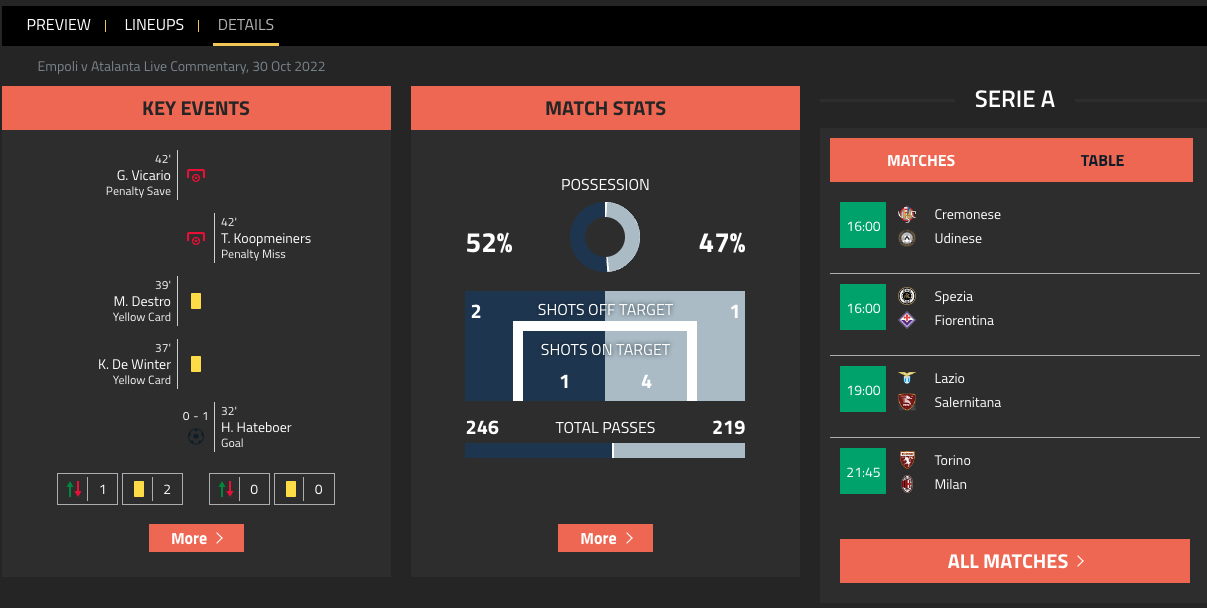 PREVIEW | LINEUPS | DETAILS
Empoli v Atalanta Live Commentary, 30 Oct 2022
KEY EVENTS
42'
G. Vicario
Penalty Save
42'
T. Koopmeiners
Penalty Miss
39'
M. Destro
Yellow Card
37'
K. De Winter
Yellow Card
0 - 1
32'
H. Hateboer
Goal
1 2 0 0
More
MATCH STATS
POSSESSION
52% 47%
2 SHOTS OFF TARGET 1
SHOTS ON TARGET
1 4
246 TOTAL PASSES 219
More
SERIE A
MATCHES TABLE
16:00
Cremonese
Udinese
16:00
Spezia
Fiorentina
19:00
Lazio
Salernitana
21:45
Torino
Milan
ALL MATCHES